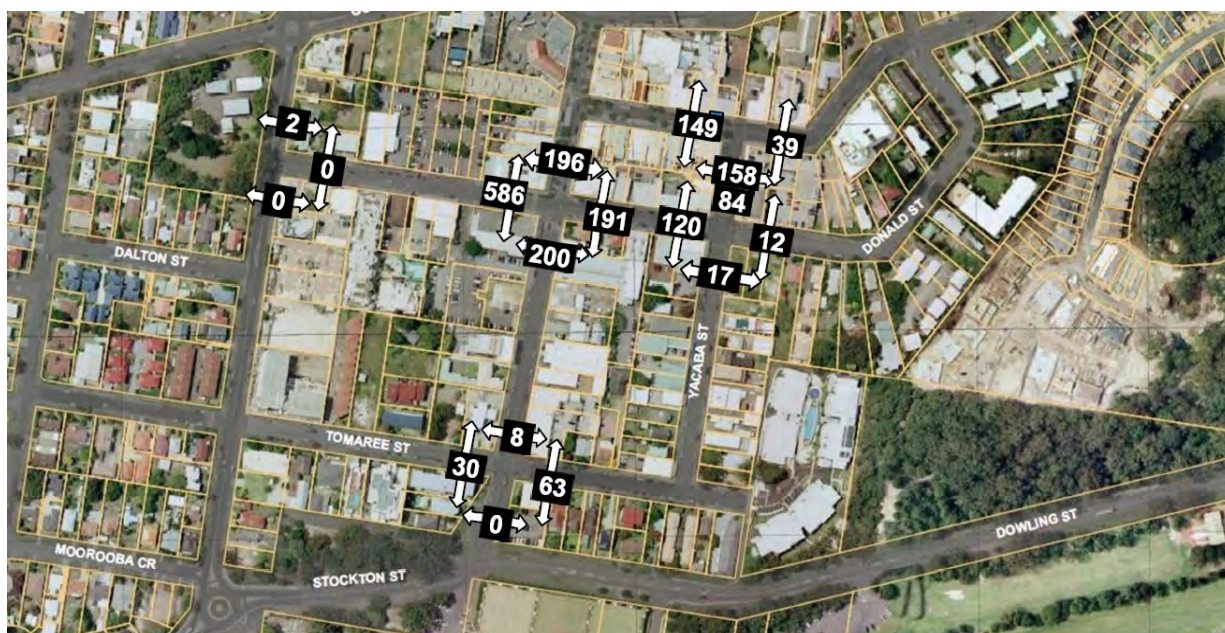 149
39
2
0
196
158
586
84
0
191
120
12
DONALD ST
DALTON ST
200
17
YACABA ST
TOMAREE ST
8
30
63
0
DOWLING ST
MOOROOBA CR
STOCKTON ST